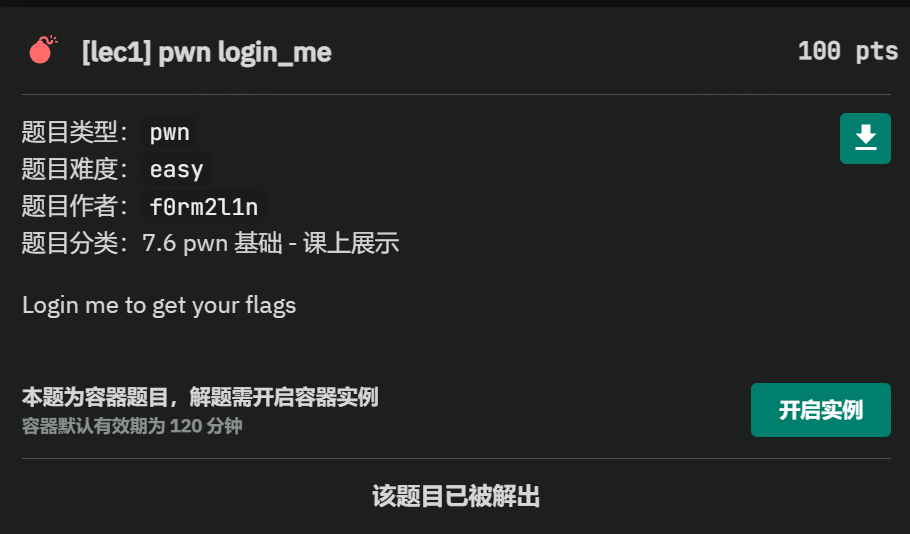 [lec1] pwn login_me
100 pts
题目类型： pwn
题目难度： easy
题目作者： f0rm2l1n
题目分类：7.6 pwn 基础 - 课上展示
Login me to get your flags
本题为容器题目，解题需开启容器实例
容器默认有效期为 120 分钟
开启实例
该题目已被解出